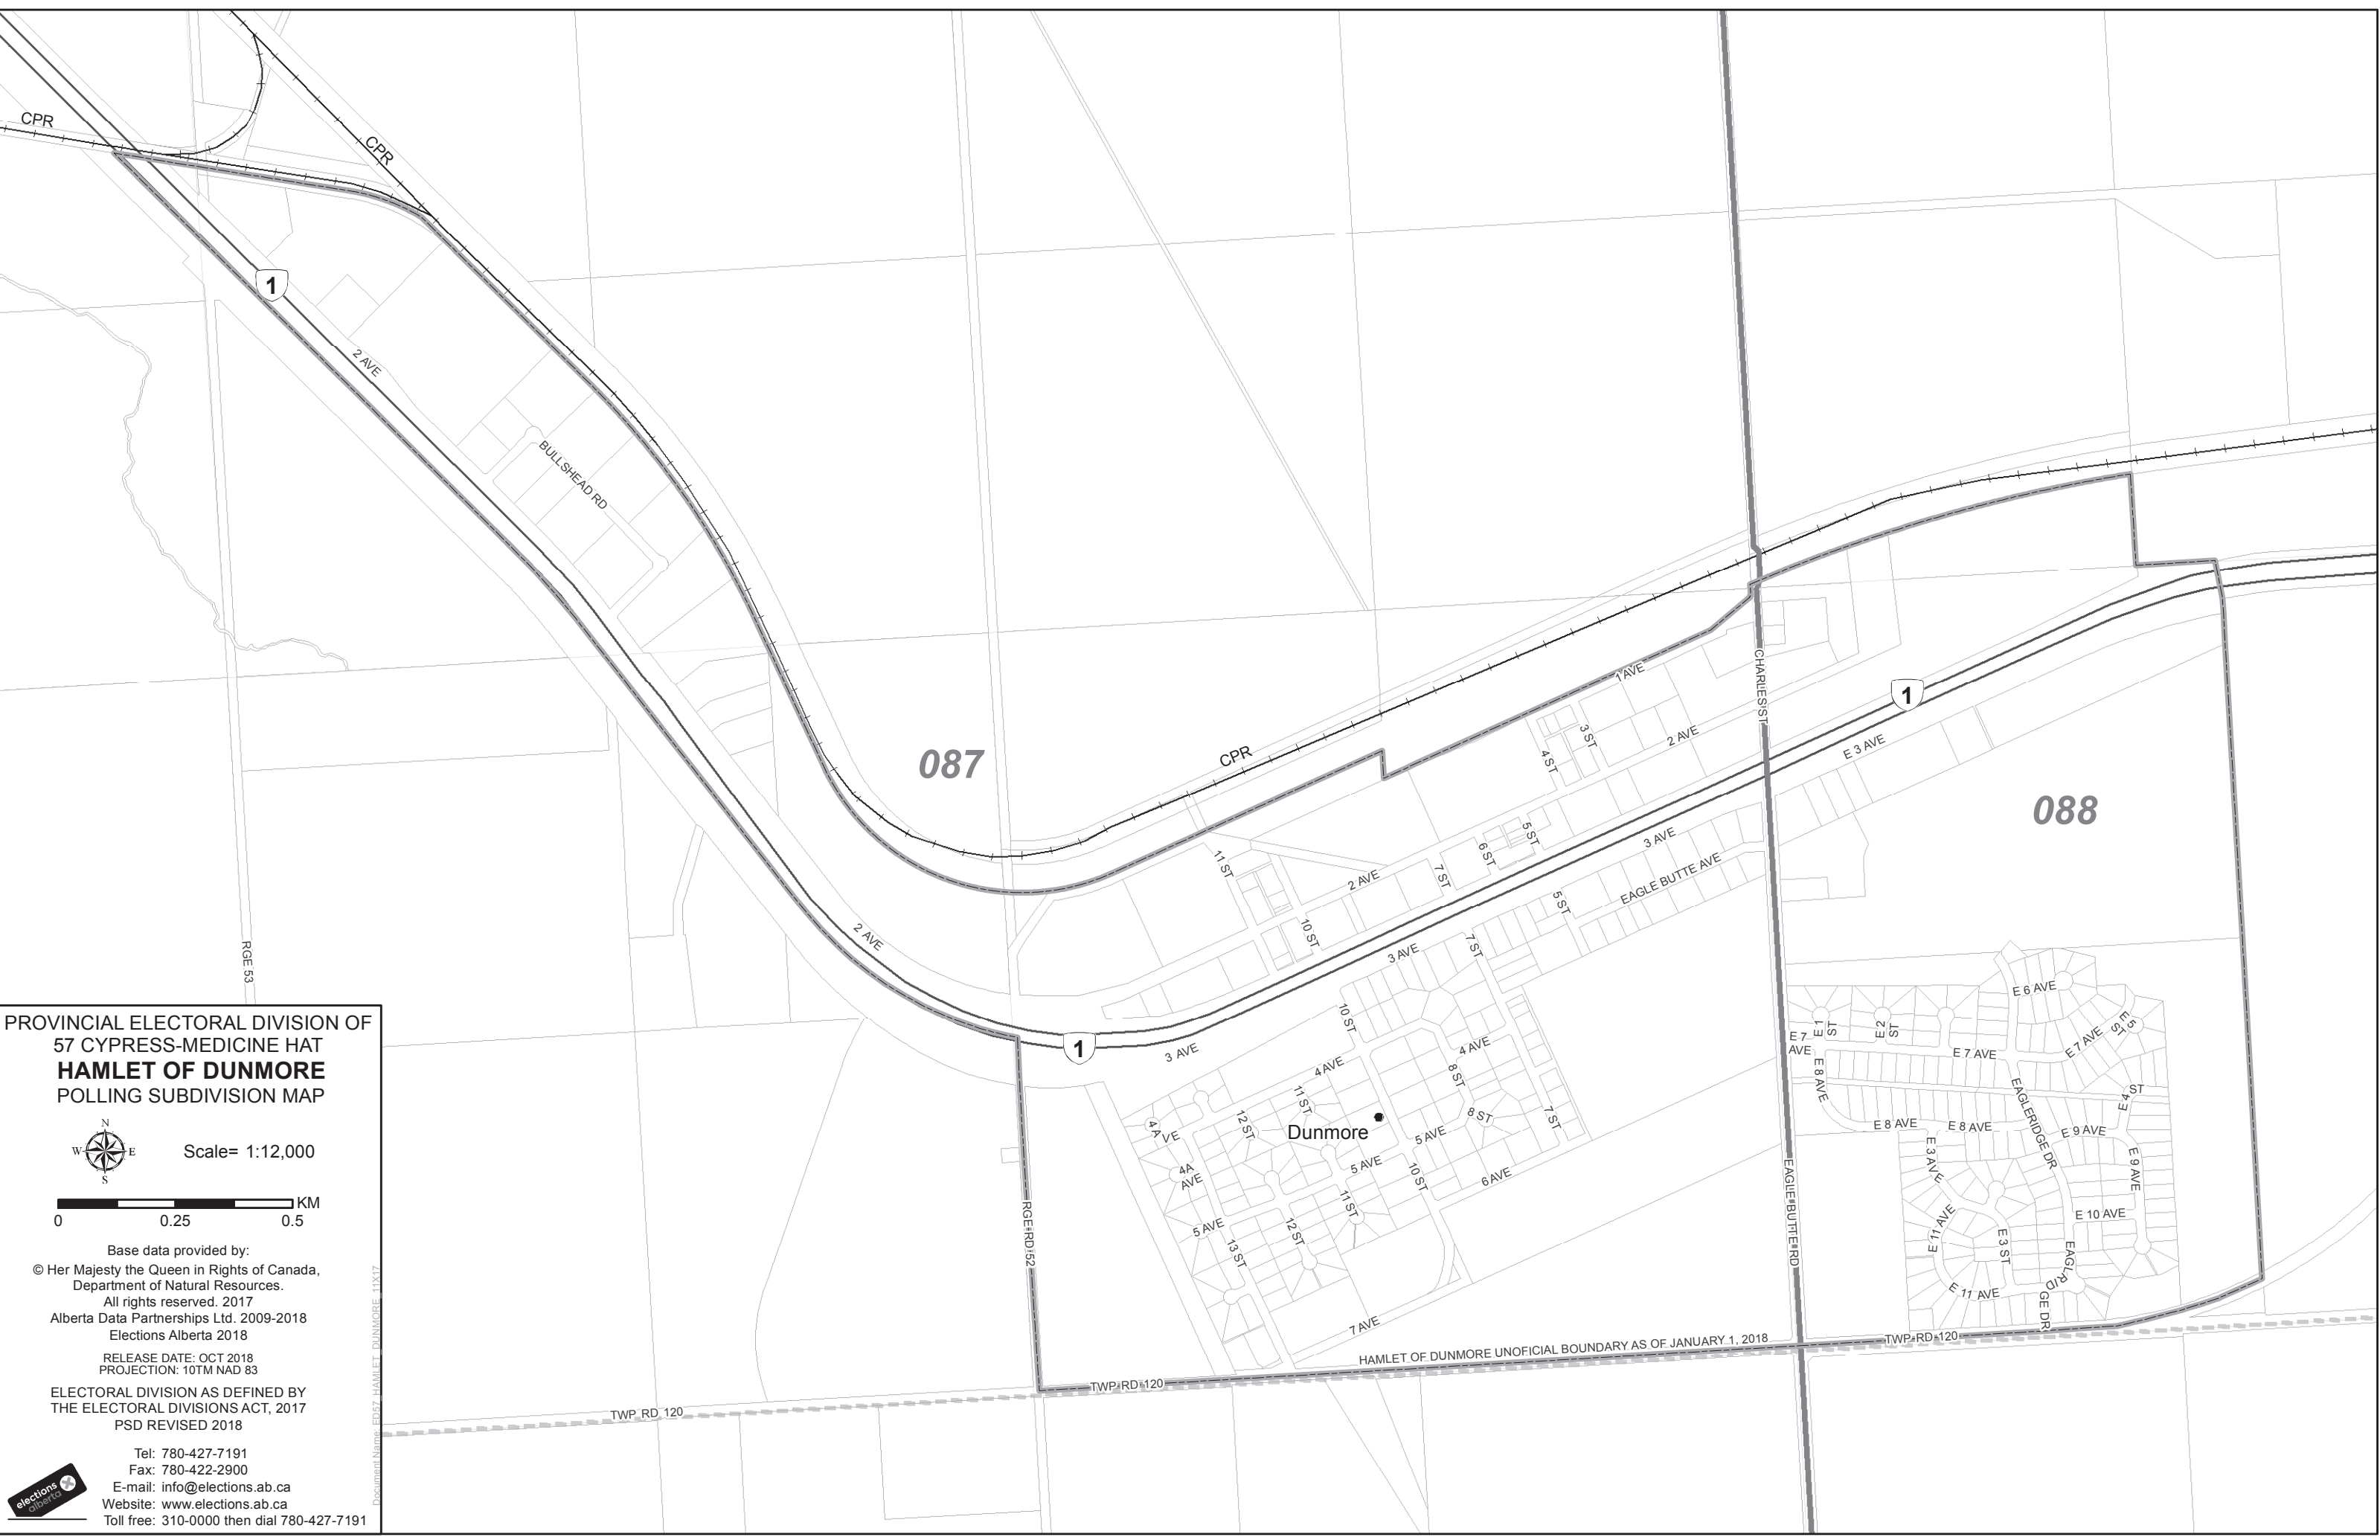 CPR
CPR
1
2 AVE
BULLSHEAD RD
087
CPR
1 AVE
CHARLES ST
3 ST
4 ST
2 AVE
1
E 3 AVE
088
5 ST
6 ST
7 ST
3 AVE
EAGLE BUTTE AVE
11 ST
2 AVE
10 ST
5 ST
2 AVE
3 AVE
7 ST
RGE 53
E 6 AVE
E 1 ST
E 2 ST
E 5 ST
E 7 AVE
E 7 AVE
E 7 AVE
1
3 AVE
10 ST
4 AVE
4 AVE
8 ST
11 ST
E 8 AVE
EAGLERIDGE DR
E 4 ST
Dunmore
4 A VE
12 ST
8 ST
7 ST
5 AVE
E 8 AVE
E 8 AVE
E 9 AVE
E 3 AVE
E 9 AVE
4A AVE
5 AVE
10 ST
6 AVE
EAGLE BUTTE RD
RGE RD 52
11 ST
5 AVE
12 ST
13 ST
E 11 AVE
E 3 ST
E 10 AVE
EAGLRID GE DR
E 11 AVE
7 AVE
HAMLET OF DUNMORE UNOFICIAL BOUNDARY AS OF JANUARY 1, 2018
TWP RD 120
TWP RD 120
TWP RD 120
PROVINCIAL ELECTORAL DIVISION OF
57 CYPRESS-MEDICINE HAT
HAMLET OF DUNMORE
POLLING SUBDIVISION MAP
N
W E
S
Scale= 1:12,000
KM
0 0.25 0.5
Base data provided by:
© Her Majesty the Queen in Rights of Canada,
Department of Natural Resources.
All rights reserved. 2017
Alberta Data Partnerships Ltd. 2009-2018
Elections Alberta 2018
RELEASE DATE: OCT 2018
PROJECTION: 10TM NAD 83
ELECTORAL DIVISION AS DEFINED BY
THE ELECTORAL DIVISIONS ACT, 2017
PSD REVISED 2018
Tel: 780-427-7191
Fax: 780-422-2900
E-mail: info@elections.ab.ca
Website: www.elections.ab.ca
Toll free: 310-0000 then dial 780-427-7191
elections
alberta
Document Name: ED57_HAMLET_DUNMORE_11X17